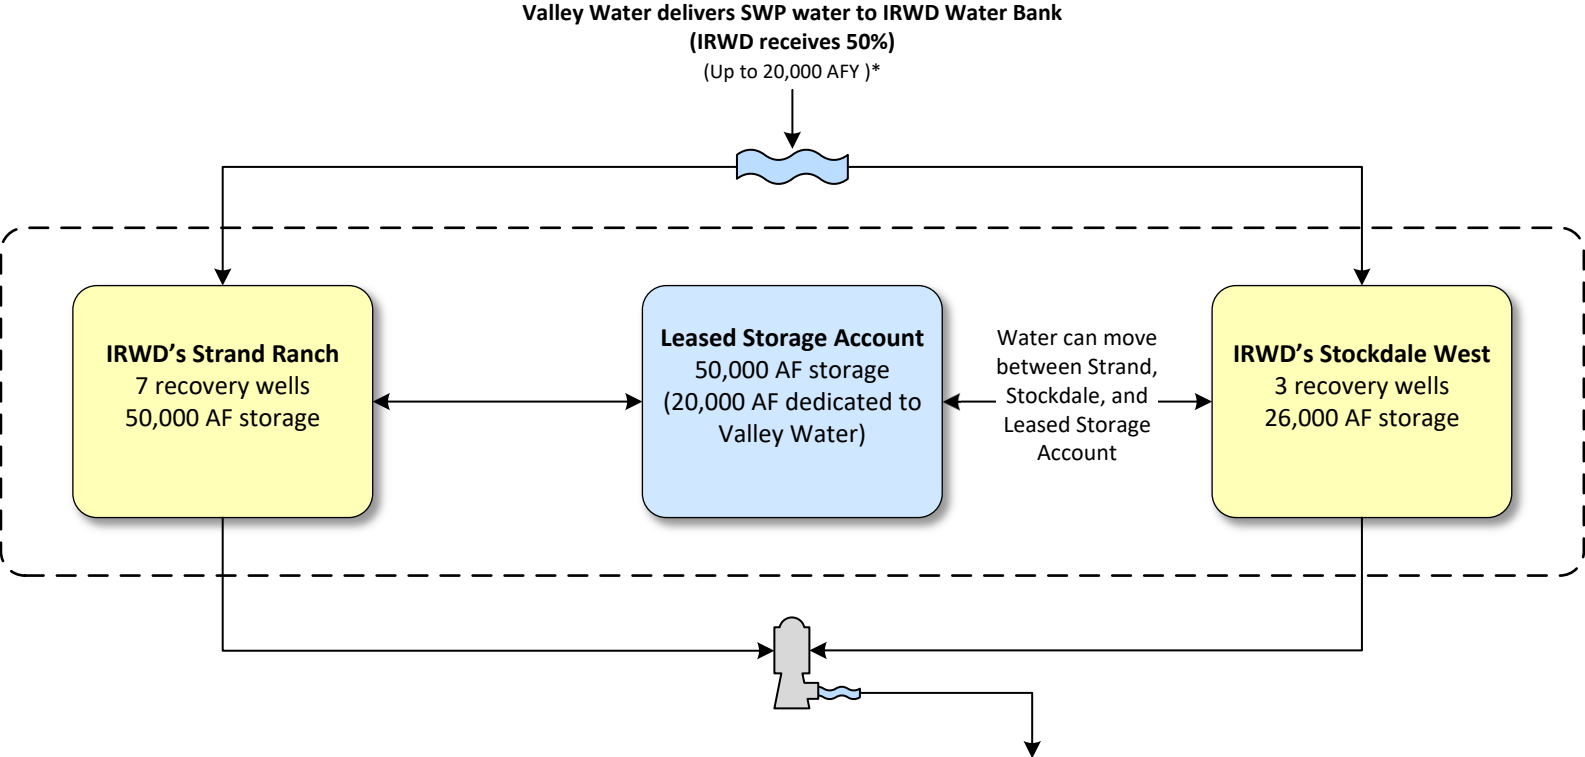 Valley Water delivers SWP water to IRWD Water Bank
(IRWD receives 50%)
(Up to 20,000 AFY )*
IRWD’s Strand Ranch
7 recovery wells
50,000 AF storage
Leased Storage Account
50,000 AF storage
(20,000 AF dedicated to
Valley Water)
Water can move
between Strand,
Stockdale, and
Leased Storage
Account
IRWD’s Stockdale West
3 recovery wells
26,000 AF storage